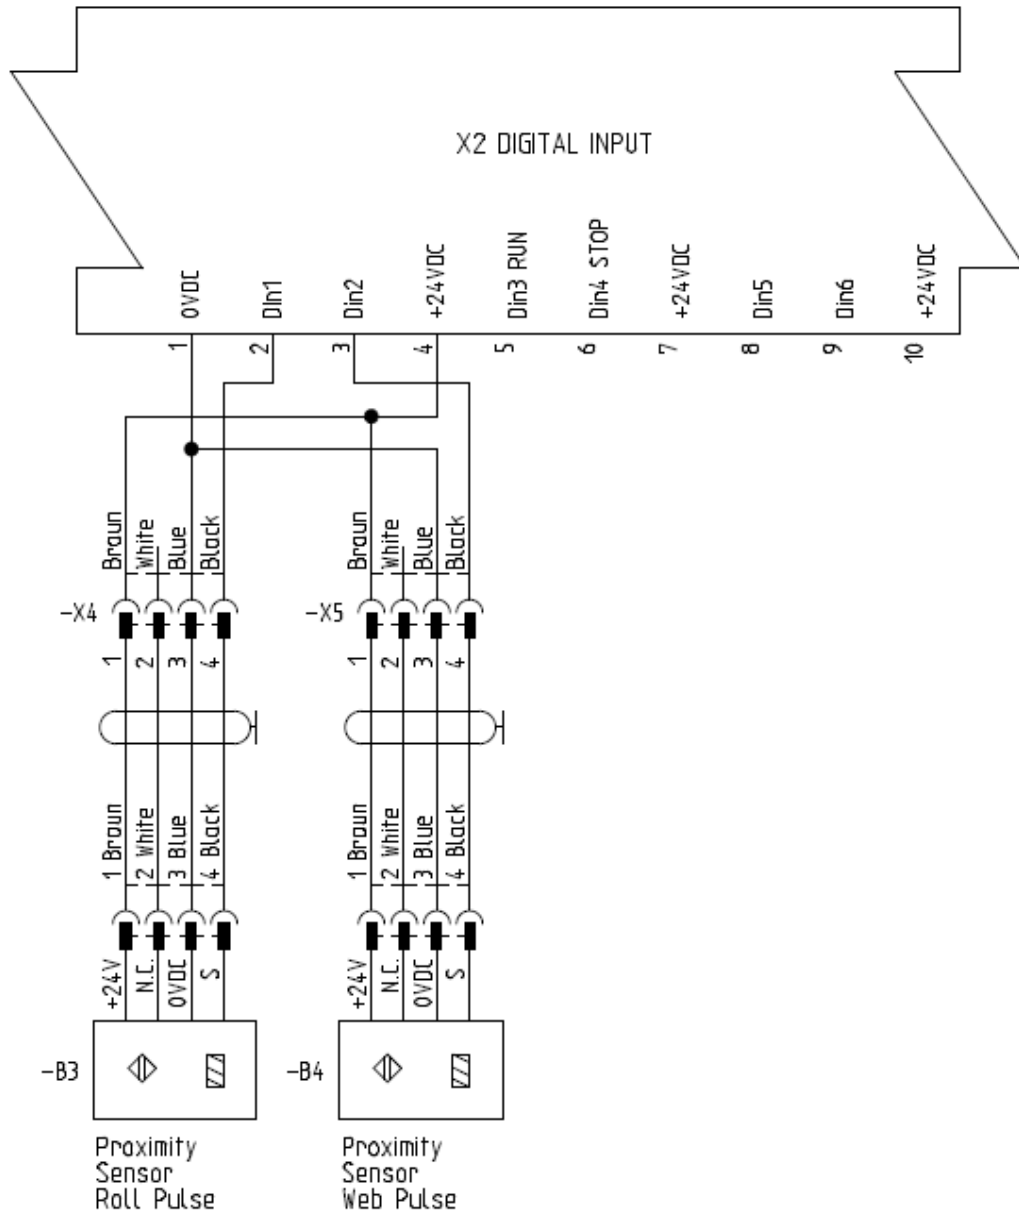 X2 DIGITAL INPUT
0VDC
DIn1
Din2
+24VDC
Din3 RUN
Din4 STOP
+24VDC
Din5
Din6
+24VDC
1
2
3
4
5
6
7
8
9
10
Braun
White
Blue
Black
Braun
White
Blue
Black
-X4
-X5
1
2
3
4
1
2
3
4
1 Braun
2 White
3 Blue
4 Black
1 Braun
2 White
3 Blue
4 Black
+24V
N.C.
0VDC
S
+24V
N.C.
0VDC
S
-B3
-B4
Proximity
Sensor
Roll Pulse
Proximity
Sensor
Web Pulse